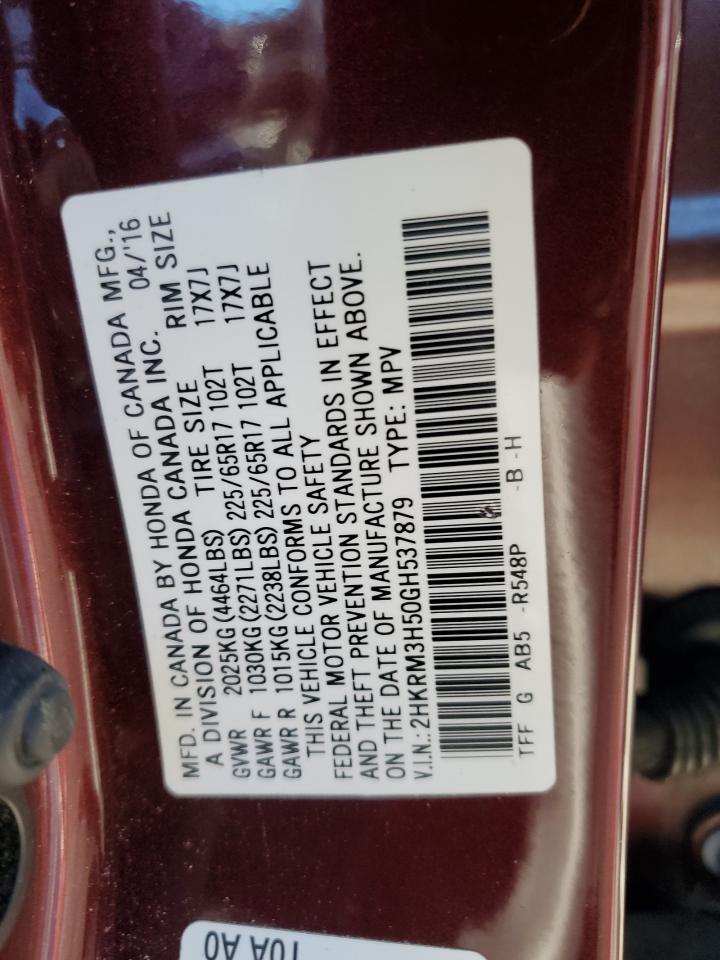 MFD. IN CANADA BY HONDA OF CANADA MFG.,
A DIVISION OF HONDA CANADA INC. 04/'16
TIRE SIZE RIM SIZE
GVWR 2025KG(4464LBS)
GAWR F 1030KG(2271LBS) 225/65R17 102T 17X7J
GAWR R 1015KG(2238LBS) 225/65R17 102T 17X7J
THIS VEHICLE CONFORMS TO ALL APPLICABLE
FEDERAL MOTOR VEHICLE SAFETY
AND THEFT PREVENTION STANDARDS IN EFFECT
ON THE DATE OF MANUFACTURE SHOWN ABOVE.
V.I.N.: 2HKRM3H50GH537879 TYPE: MPV
TFF G AB5 -R548P -B -H
10A A0